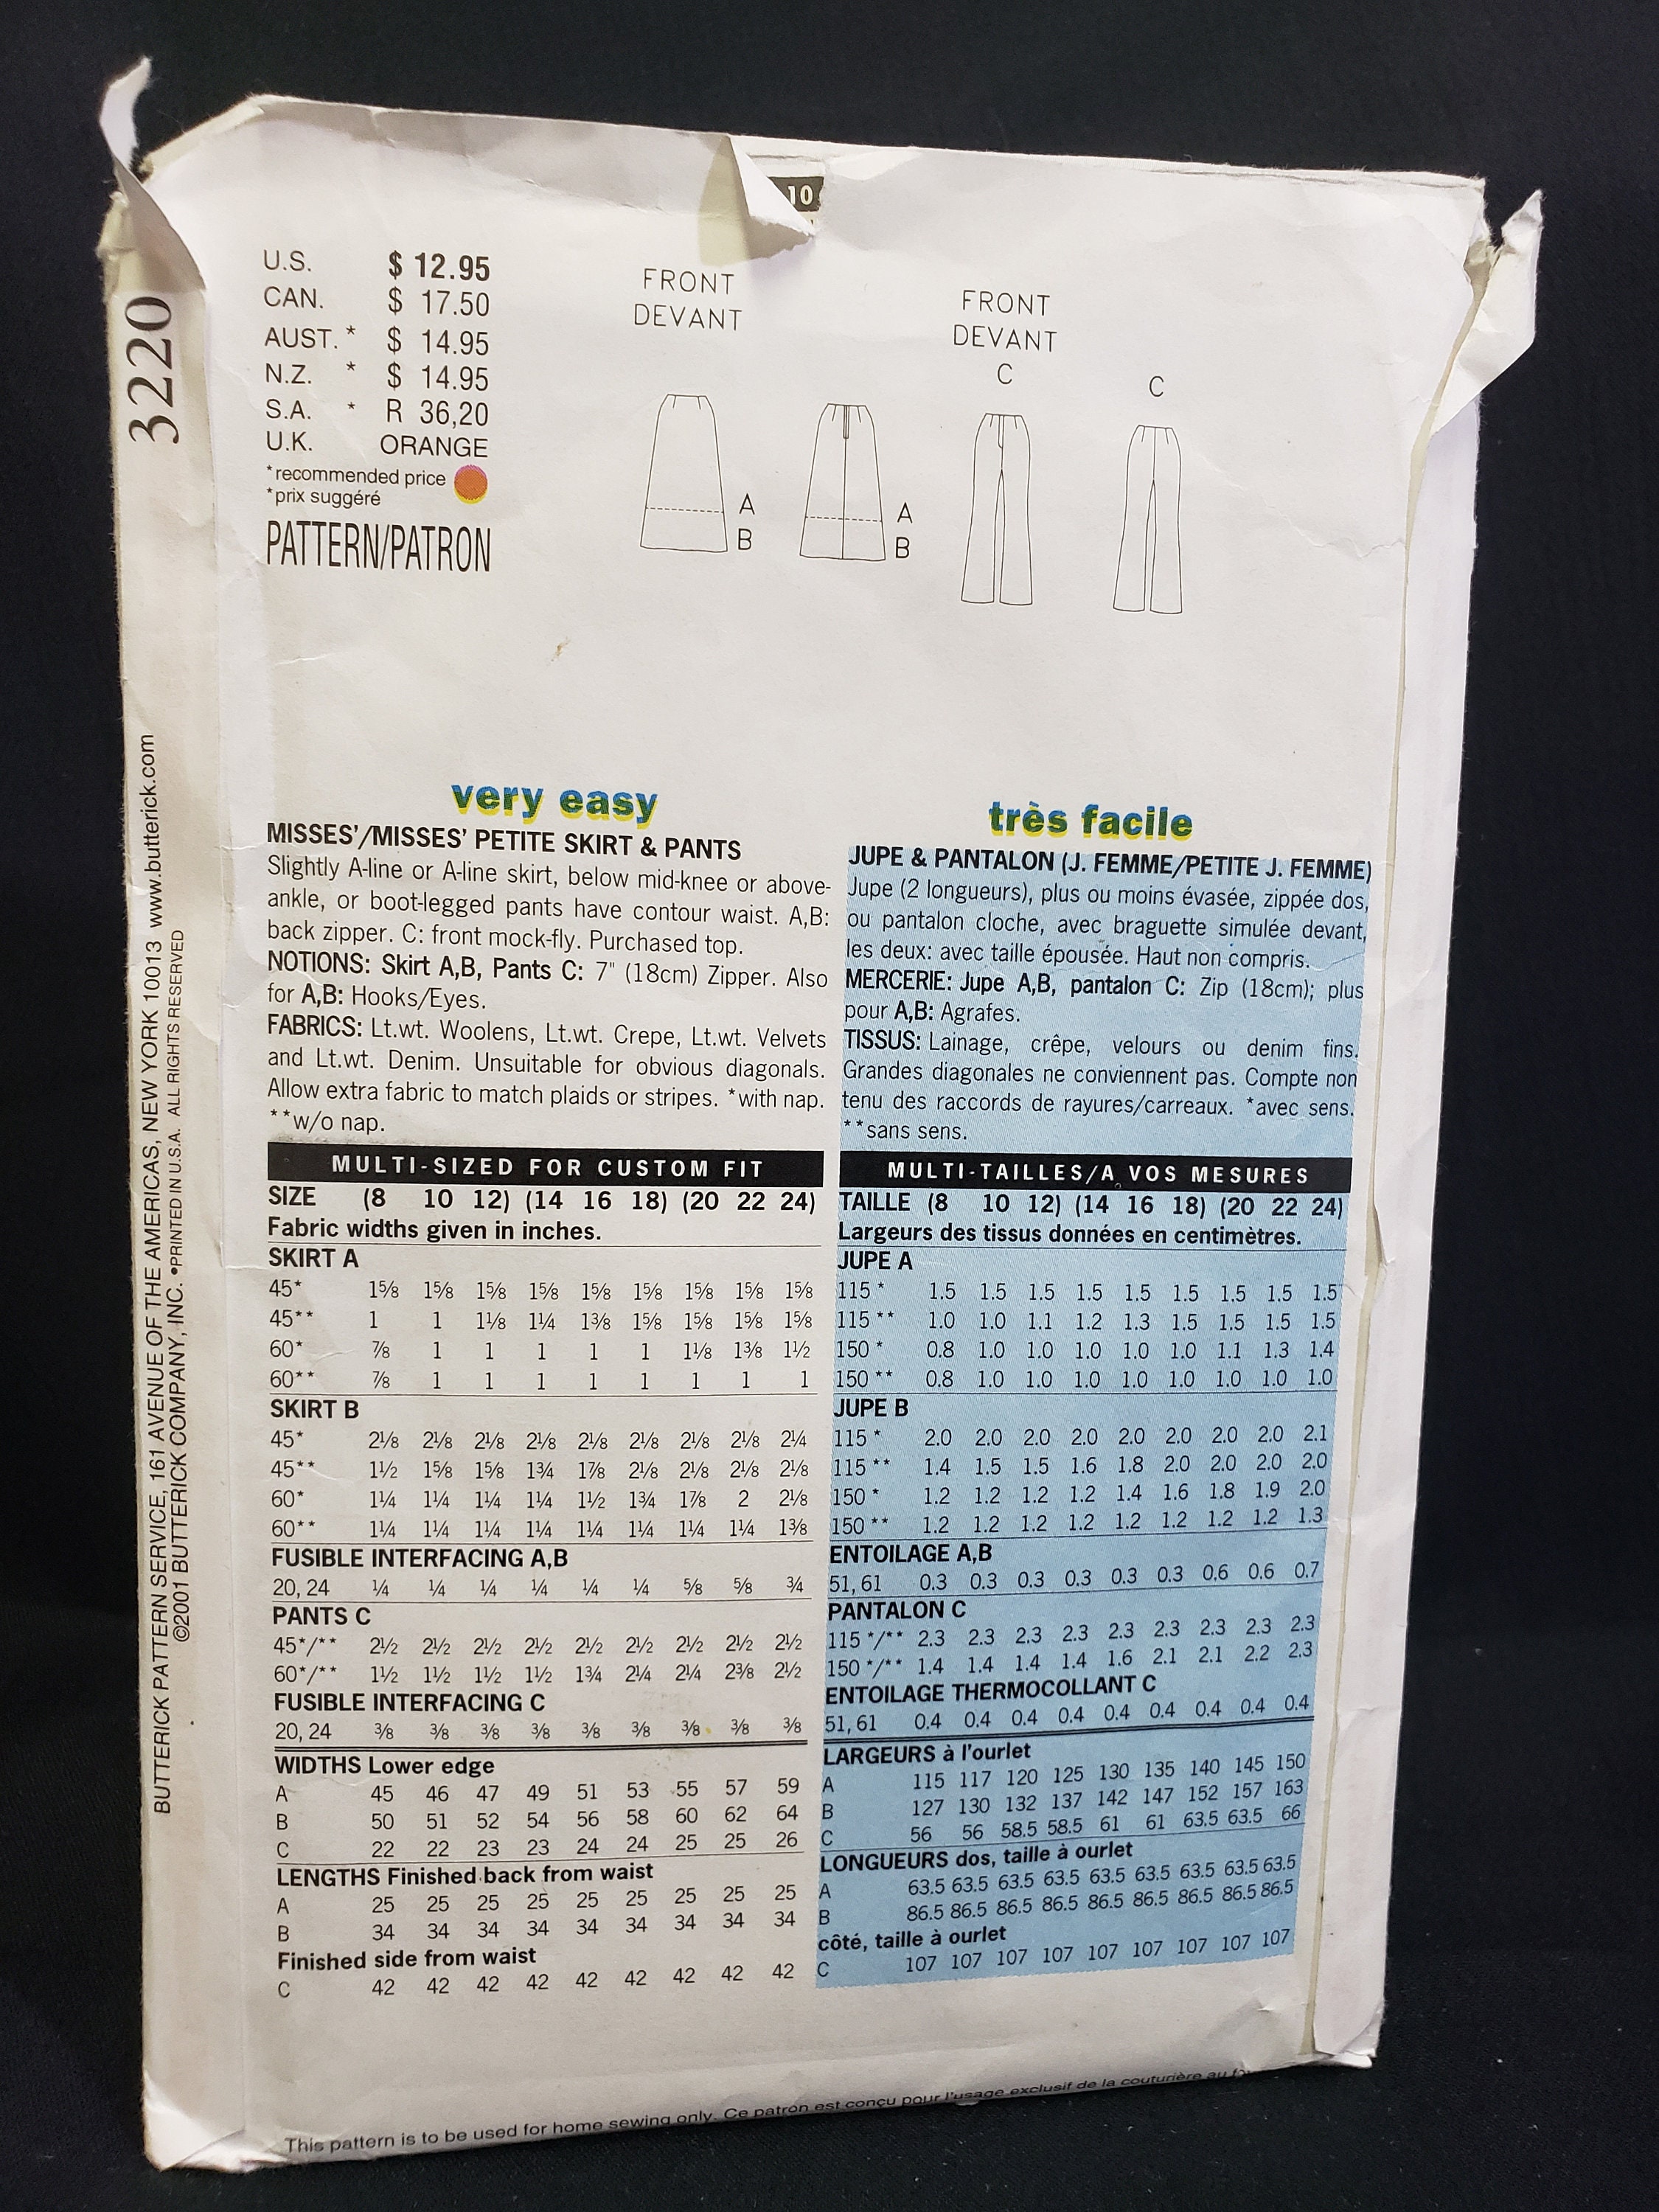 10
3220
BUTTERICK PATTERN SERVICE, 161 AVENUE OF THE AMERICAS, NEW YORK 10013 www.butterick.com
©2001 BUTTERICK COMPANY, INC. •PRINTED IN U.S.A. ALL RIGHTS RESERVED
U.S. $ 12.95
CAN. $ 17.50
AUST. * $ 14.95
N.Z. * $ 14.95
S.A. * R 36,20
U.K. ORANGE
*recommended price
*prix suggéré
PATTERN/PATRON
FRONT
DEVANT
A
B
A
B
FRONT
DEVANT
C
C
very easy
MISSES'/MISSES' PETITE SKIRT & PANTS
Slightly A-line or A-line skirt, below mid-knee or above-
ankle, or boot-legged pants have contour waist. A,B:
back zipper. C: front mock-fly. Purchased top.
NOTIONS: Skirt A,B, Pants C: 7" (18cm) Zipper. Also
for A,B: Hooks/Eyes.
FABRICS: Lt.wt. Woolens, Lt.wt. Crepe, Lt.wt. Velvets
and Lt.wt. Denim. Unsuitable for obvious diagonals.
Allow extra fabric to match plaids or stripes. *with nap.
**w/o nap.
MULTI-SIZED FOR CUSTOM FIT
SIZE (8 10 12) (14 16 18) (20 22 24)
Fabric widths given in inches.
SKIRT A
45* 1⅝ 1⅝ 1⅝ 1⅝ 1⅝ 1⅝ 1⅝ 1⅝ 1⅝
45** 1 1 1⅛ 1¼ 1⅜ 1⅝ 1⅝ 1⅝ 1⅝
60* ⅞ 1 1 1 1 1 1⅛ 1⅜ 1½
60** ⅞ 1 1 1 1 1 1 1 1
SKIRT B
45* 2⅛ 2⅛ 2⅛ 2⅛ 2⅛ 2⅛ 2⅛ 2⅛ 2¼
45** 1½ 1⅝ 1⅝ 1¾ 1⅞ 2⅛ 2⅛ 2⅛ 2⅛
60* 1¼ 1¼ 1¼ 1¼ 1½ 1¾ 1⅞ 2 2⅛
60** 1¼ 1¼ 1¼ 1¼ 1¼ 1¼ 1¼ 1¼ 1⅜
FUSIBLE INTERFACING A,B
20, 24 ¼ ¼ ¼ ¼ ¼ ¼ ⅝ ⅝ ¾
PANTS C
45*/** 2½ 2½ 2½ 2½ 2½ 2½ 2½ 2½ 2½
60*/** 1½ 1½ 1½ 1½ 1¾ 2¼ 2¼ 2⅜ 2½
FUSIBLE INTERFACING C
20, 24 ⅜ ⅜ ⅜ ⅜ ⅜ ⅜ ⅜ ⅜ ⅜
WIDTHS Lower edge
A 45 46 47 49 51 53 55 57 59
B 50 51 52 54 56 58 60 62 64
C 22 22 23 23 24 24 25 25 26
LENGTHS Finished back from waist
A 25 25 25 25 25 25 25 25 25
B 34 34 34 34 34 34 34 34 34
Finished side from waist
C 42 42 42 42 42 42 42 42 42
très facile
JUPE & PANTALON (J. FEMME/PETITE J. FEMME)
Jupe (2 longueurs), plus ou moins évasée, zippée dos,
ou pantalon cloche, avec braguette simulée devant,
les deux: avec taille épousée. Haut non compris.
MERCERIE: Jupe A,B, pantalon C: Zip (18cm); plus
pour A,B: Agrafes.
TISSUS: Lainage, crêpe, velours ou denim fins.
Grandes diagonales ne conviennent pas. Compte non
tenu des raccords de rayures/carreaux. *avec sens.
**sans sens.
MULTI-TAILLES/A VOS MESURES
TAILLE (8 10 12) (14 16 18) (20 22 24)
Largeurs des tissus données en centimètres.
JUPE A
115 * 1.5 1.5 1.5 1.5 1.5 1.5 1.5 1.5 1.5
115 ** 1.0 1.0 1.1 1.2 1.3 1.5 1.5 1.5 1.5
150 * 0.8 1.0 1.0 1.0 1.0 1.0 1.1 1.3 1.4
150 ** 0.8 1.0 1.0 1.0 1.0 1.0 1.0 1.0 1.0
JUPE B
115 * 2.0 2.0 2.0 2.0 2.0 2.0 2.0 2.0 2.1
115 ** 1.4 1.5 1.5 1.6 1.8 2.0 2.0 2.0 2.0
150 * 1.2 1.2 1.2 1.2 1.4 1.6 1.8 1.9 2.0
150 ** 1.2 1.2 1.2 1.2 1.2 1.2 1.2 1.2 1.3
ENTOILAGE A,B
51, 61 0.3 0.3 0.3 0.3 0.3 0.3 0.6 0.6 0.7
PANTALON C
115 */** 2.3 2.3 2.3 2.3 2.3 2.3 2.3 2.3 2.3
150 */** 1.4 1.4 1.4 1.4 1.6 2.1 2.1 2.2 2.3
ENTOILAGE THERMOCOLLANT C
51, 61 0.4 0.4 0.4 0.4 0.4 0.4 0.4 0.4 0.4
LARGEURS à l'ourlet
A 115 117 120 125 130 135 140 145 150
B 127 130 132 137 142 147 152 157 163
C 56 56 58.5 58.5 61 61 63.5 63.5 66
LONGUEURS dos, taille à ourlet
A 63.5 63.5 63.5 63.5 63.5 63.5 63.5 63.5 63.5
B 86.5 86.5 86.5 86.5 86.5 86.5 86.5 86.5 86.5
côté, taille à ourlet
C 107 107 107 107 107 107 107 107 107
This pattern is to be used for home sewing only. Ce patron est conçu pour l'usage exclusif de la couturière au